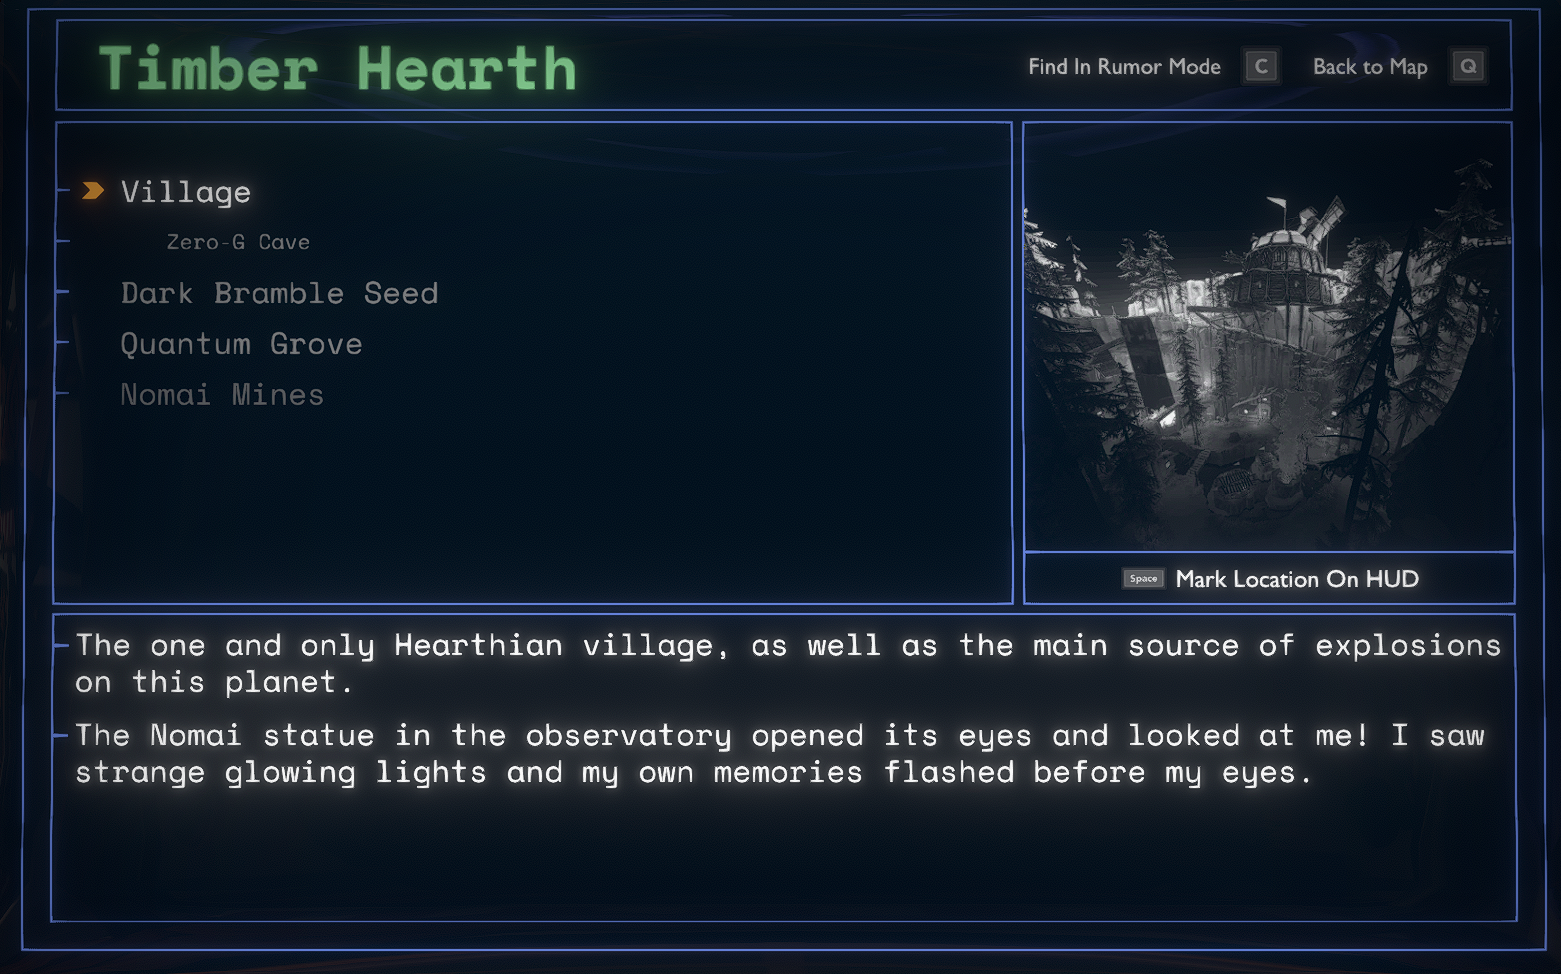 Timber Hearth
Find In Rumor Mode C Back to Map Q
Village
Zero-G Cave
Dark Bramble Seed
Quantum Grove
Nomai Mines
Space Mark Location On HUD
The one and only Hearthian village, as well as the main source of explosions
on this planet.
The Nomai statue in the observatory opened its eyes and looked at me! I saw
strange glowing lights and my own memories flashed before my eyes.